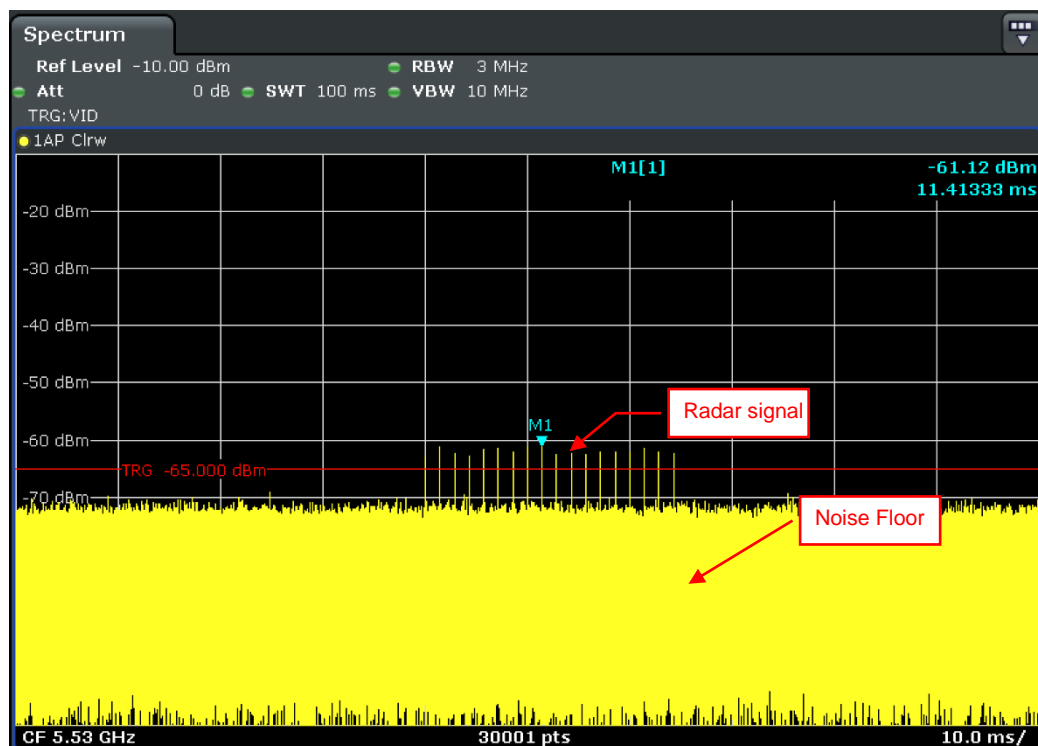 Spectrum
Ref Level -10.00 dBm RBW 3 MHz
Att 0 dB SWT 100 ms VBW 10 MHz
TRG:VID
1AP Clrw
M1[1] -61.12 dBm
11.41333 ms
-20 dBm
-30 dBm
-40 dBm
-50 dBm
Radar signal
M1
-60 dBm
TRG -65.000 dBm
-70 dBm
Noise Floor
CF 5.53 GHz 30001 pts 10.0 ms/